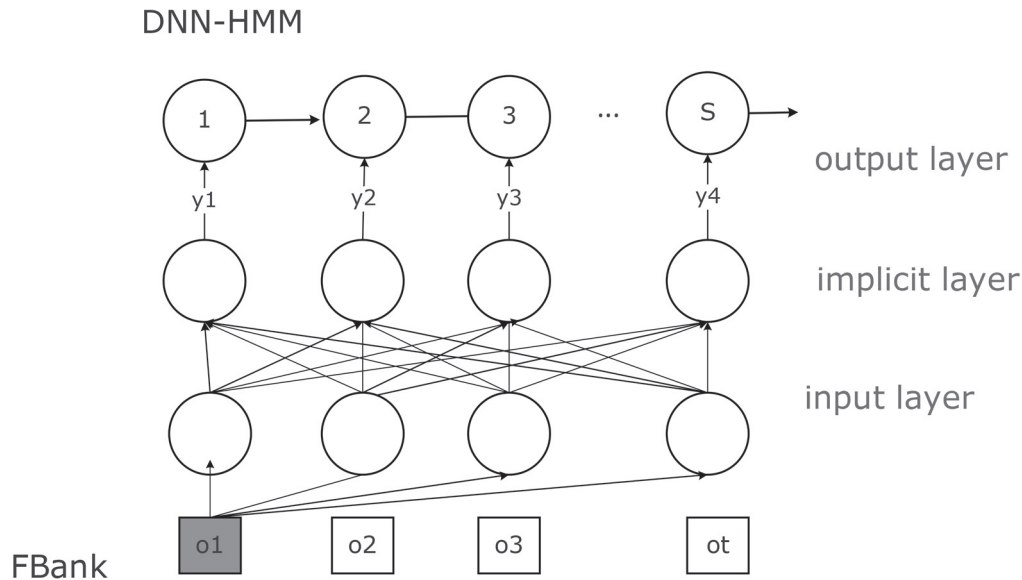 DNN-HMM
1 2 3 ... S
output layer
y1 y2 y3 y4
implicit layer
input layer
o1 o2 o3 ot
FBank